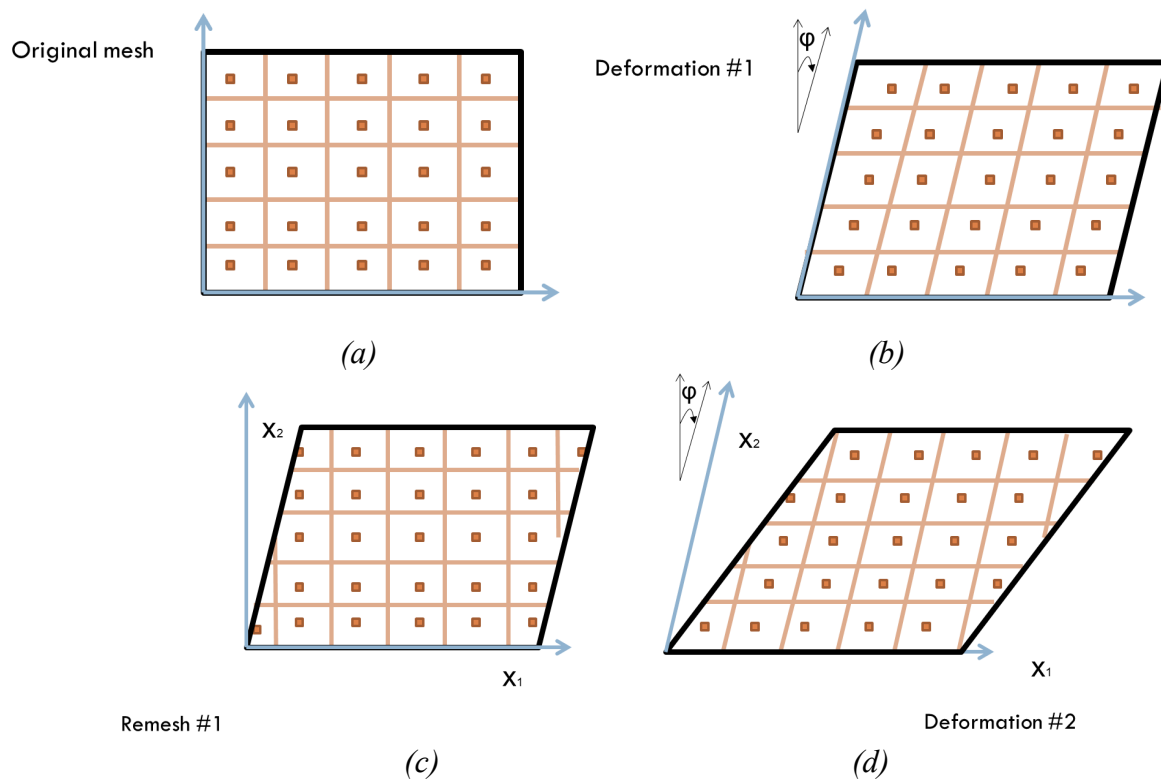 Original mesh
φ
Deformation #1
(a)
(b)
φ
X₂
X₂
X₁
X₁
Remesh #1
Deformation #2
(c)
(d)